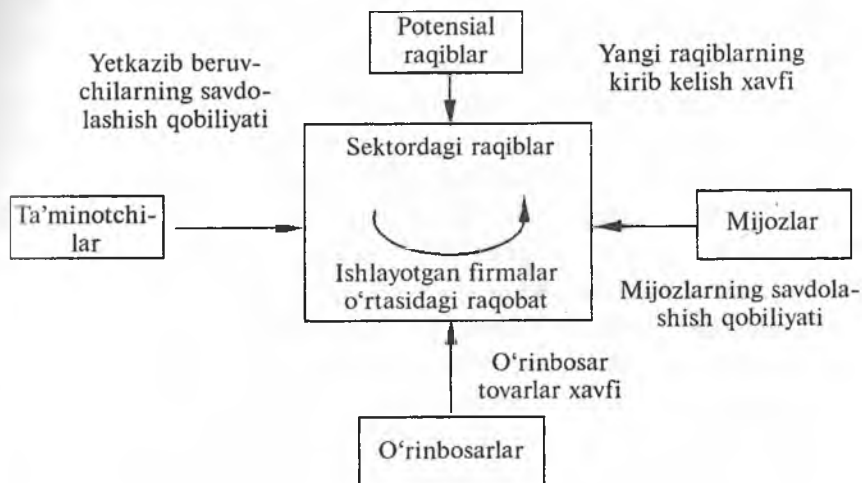 Potensial
raqiblar
Yetkazib beruv-
chilarning savdo-
lashish qobiliyati
Yangi raqiblarning
kirib kelish xavfi
Sektordagi raqiblar
Ta’minotchi-
lar
Mijozlar
Ishlayotgan firmalar
o‘rtasidagi raqobat
Mijozlarning savdola-
shish qobiliyati
O‘rinbosar
tovarlar xavfi
O‘rinbosarlar